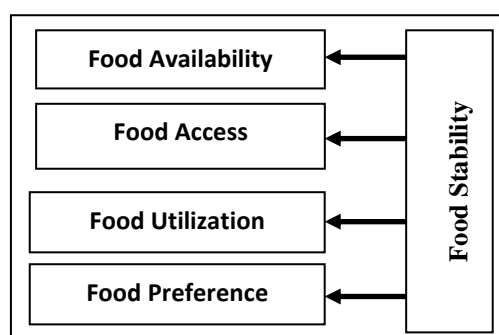 Food Availability
Food Access
Food Utilization
Food Preference
Food Stability